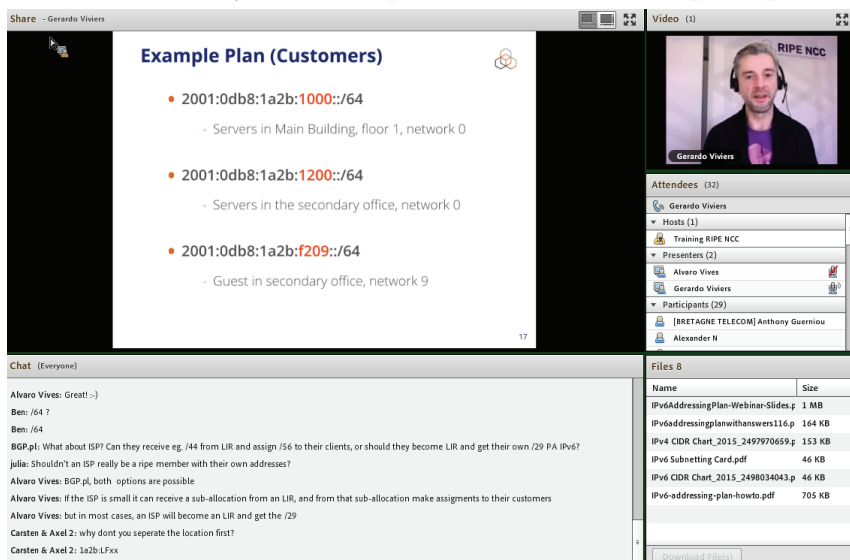 Share - Gerardo Viviers
Example Plan (Customers)
• 2001:0db8:1a2b:1000::/64
- Servers in Main Building, floor 1, network 0
• 2001:0db8:1a2b:1200::/64
- Servers in the secondary office, network 0
• 2001:0db8:1a2b:f209::/64
- Guest in secondary office, network 9
17
Video (1)
RIPE NCC
Gerardo Viviers
Attendees (32)
Gerardo Viviers
Hosts (1)
Training RIPE NCC
Presenters (2)
Alvaro Vives
Gerardo Viviers
Participants (29)
[BRETAGNE TELECOM] Anthony Guerniou
Alexander N
Chat (Everyone)
Alvaro Vives: Great! :-)
Ben: /64 ?
Ben: /64
BGP.pl: What about ISP? Can they receive eg. /44 from LIR and assign /56 to their clients, or should they become LIR and get their own /29 PA IPv6?
julia: Shouldn't an ISP really be a ripe member with their own addresses?
Alvaro Vives: BGP.pl, both options are possible
Alvaro Vives: If the ISP is small it can receive a sub-allocation from an LIR, and from that sub-allocation make assigments to their customers
Alvaro Vives: but in most cases, an ISP will become an LIR and get the /29
Carsten & Axel 2: why dont you seperate the location first?
Carsten & Axel 2: 1a2b:LFxx
Files 8
Name Size
IPv6AddressingPlan-Webinar-Slides.p 1 MB
IPv6addressingplanwithanswers116.p 164 KB
IPv4 CIDR Chart_2015_2497970659.p 153 KB
IPv6 Subnetting Card.pdf 46 KB
IPv6 CIDR Chart_2015_2498034043.p 46 KB
IPv6-addressing-plan-howto.pdf 705 KB
Download File(s)